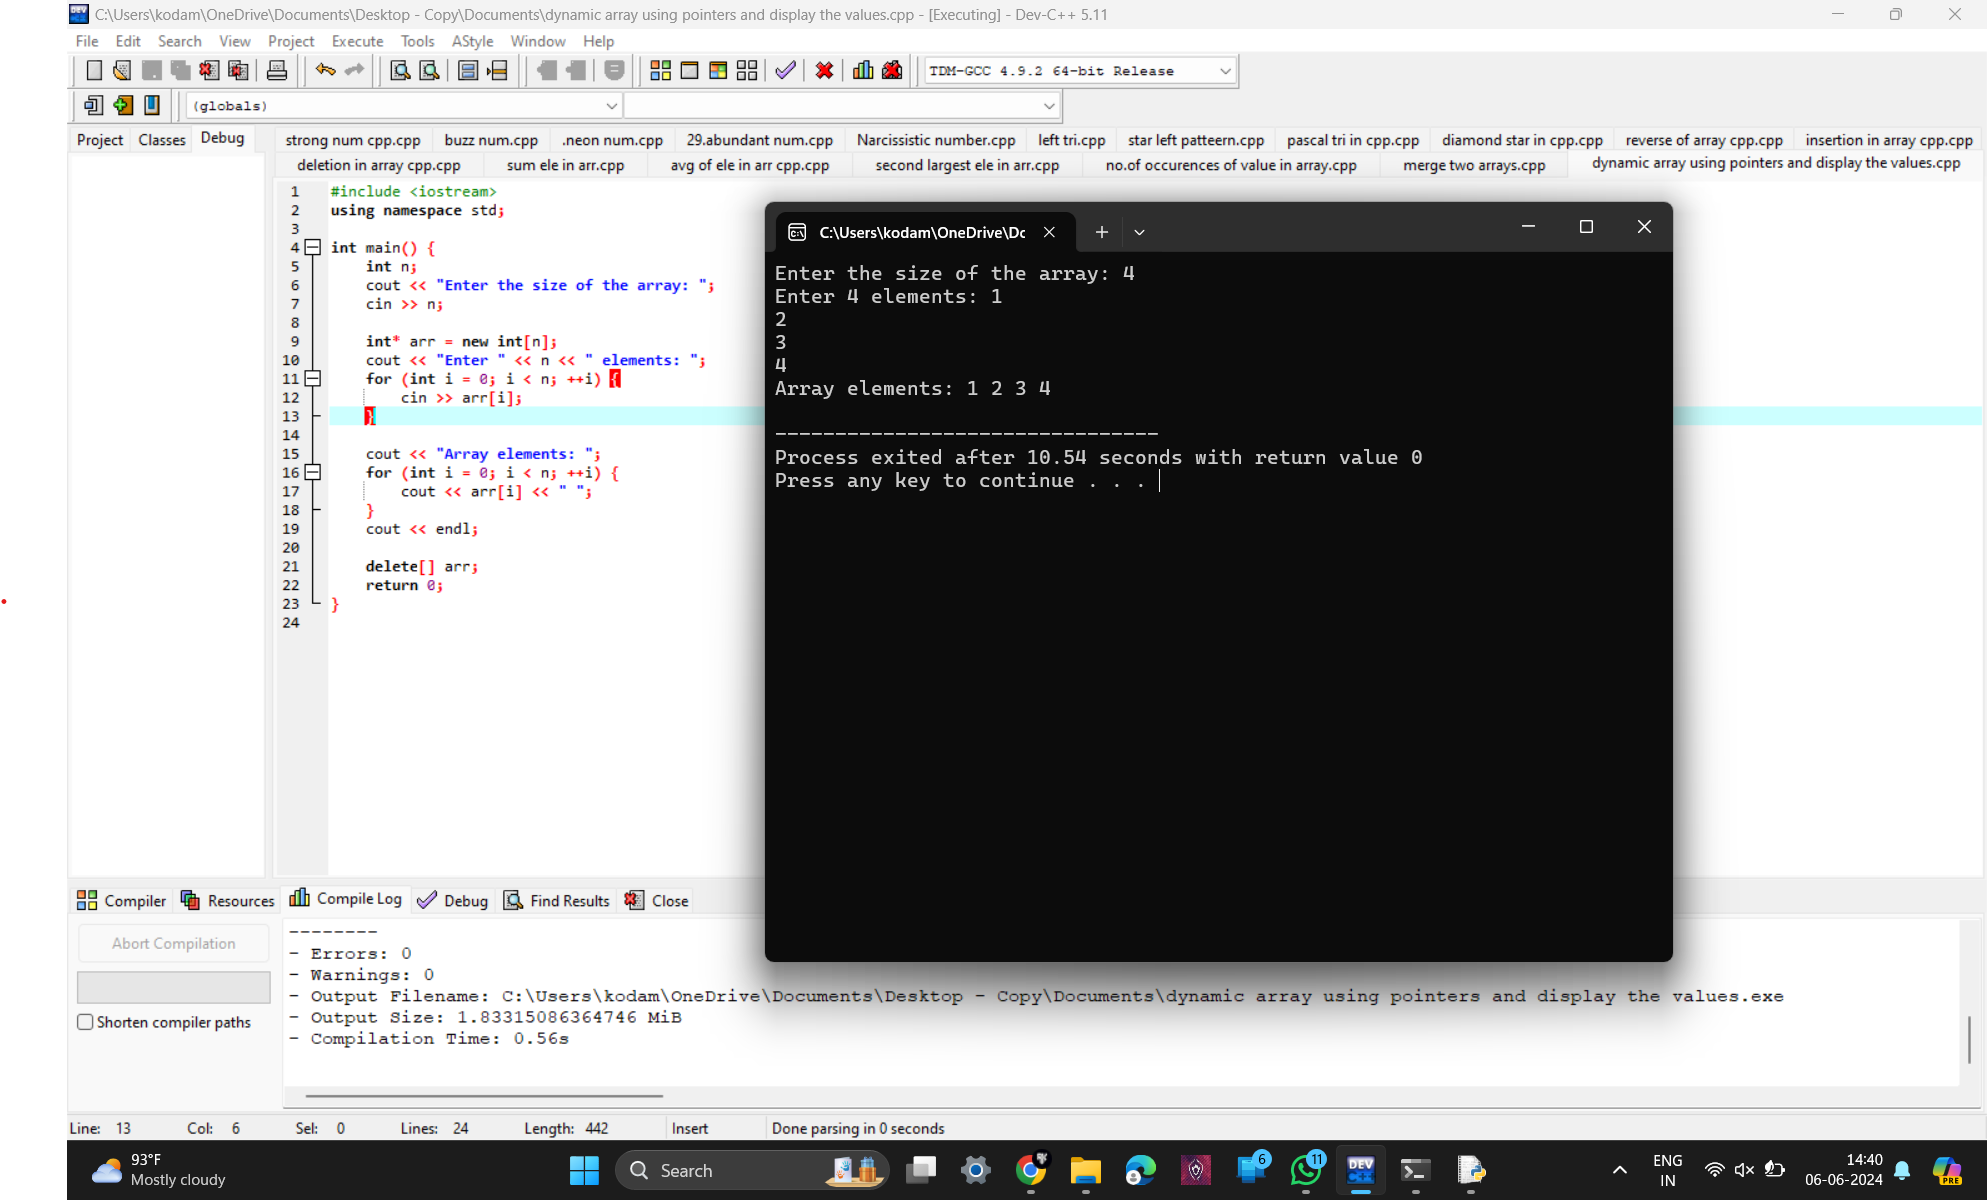 C:\Users\kodam\OneDrive\Documents\Desktop - Copy\Documents\dynamic array using pointers and display the values.cpp - [Executing] - Dev-C++ 5.11
File Edit Search View Project Execute Tools AStyle Window Help
TDM-GCC 4.9.2 64-bit Release
(globals)
Project Classes Debug
strong num cpp.cpp buzz num.cpp .neon num.cpp 29.abundant num.cpp Narcissistic number.cpp left tri.cpp star left patteern.cpp pascal tri in cpp.cpp diamond star in cpp.cpp reverse of array cpp.cpp insertion in array cpp.cpp
deletion in array cpp.cpp sum ele in arr.cpp avg of ele in arr cpp.cpp second largest ele in arr.cpp no.of occurences of value in array.cpp merge two arrays.cpp dynamic array using pointers and display the values.cpp
1 #include <iostream>
2 using namespace std;
3
4 int main() {
5 int n;
6 cout << "Enter the size of the array: ";
7 cin >> n;
8
9 int* arr = new int[n];
10 cout << "Enter " << n << " elements: ";
11 for (int i = 0; i < n; ++i) {
12 cin >> arr[i];
13 }
14
15 cout << "Array elements: ";
16 for (int i = 0; i < n; ++i) {
17 cout << arr[i] << " ";
18 }
19 cout << endl;
20
21 delete[] arr;
22 return 0;
23 }
24
C:\Users\kodam\OneDrive\Dc
Enter the size of the array: 4
Enter 4 elements: 1
2
3
4
Array elements: 1 2 3 4
--------------------------------
Process exited after 10.54 seconds with return value 0
Press any key to continue . . .
Compiler Resources Compile Log Debug Find Results Close
Abort Compilation
Shorten compiler paths
--------
- Errors: 0
- Warnings: 0
- Output Filename: C:\Users\kodam\OneDrive\Documents\Desktop - Copy\Documents\dynamic array using pointers and display the values.exe
- Output Size: 1.83315086364746 MiB
- Compilation Time: 0.56s
Line: 13 Col: 6 Sel: 0 Lines: 24 Length: 442 Insert Done parsing in 0 seconds
93°F
Mostly cloudy
Search
6
11
DEV
C++
ENG
IN
14:40
06-06-2024
PRE